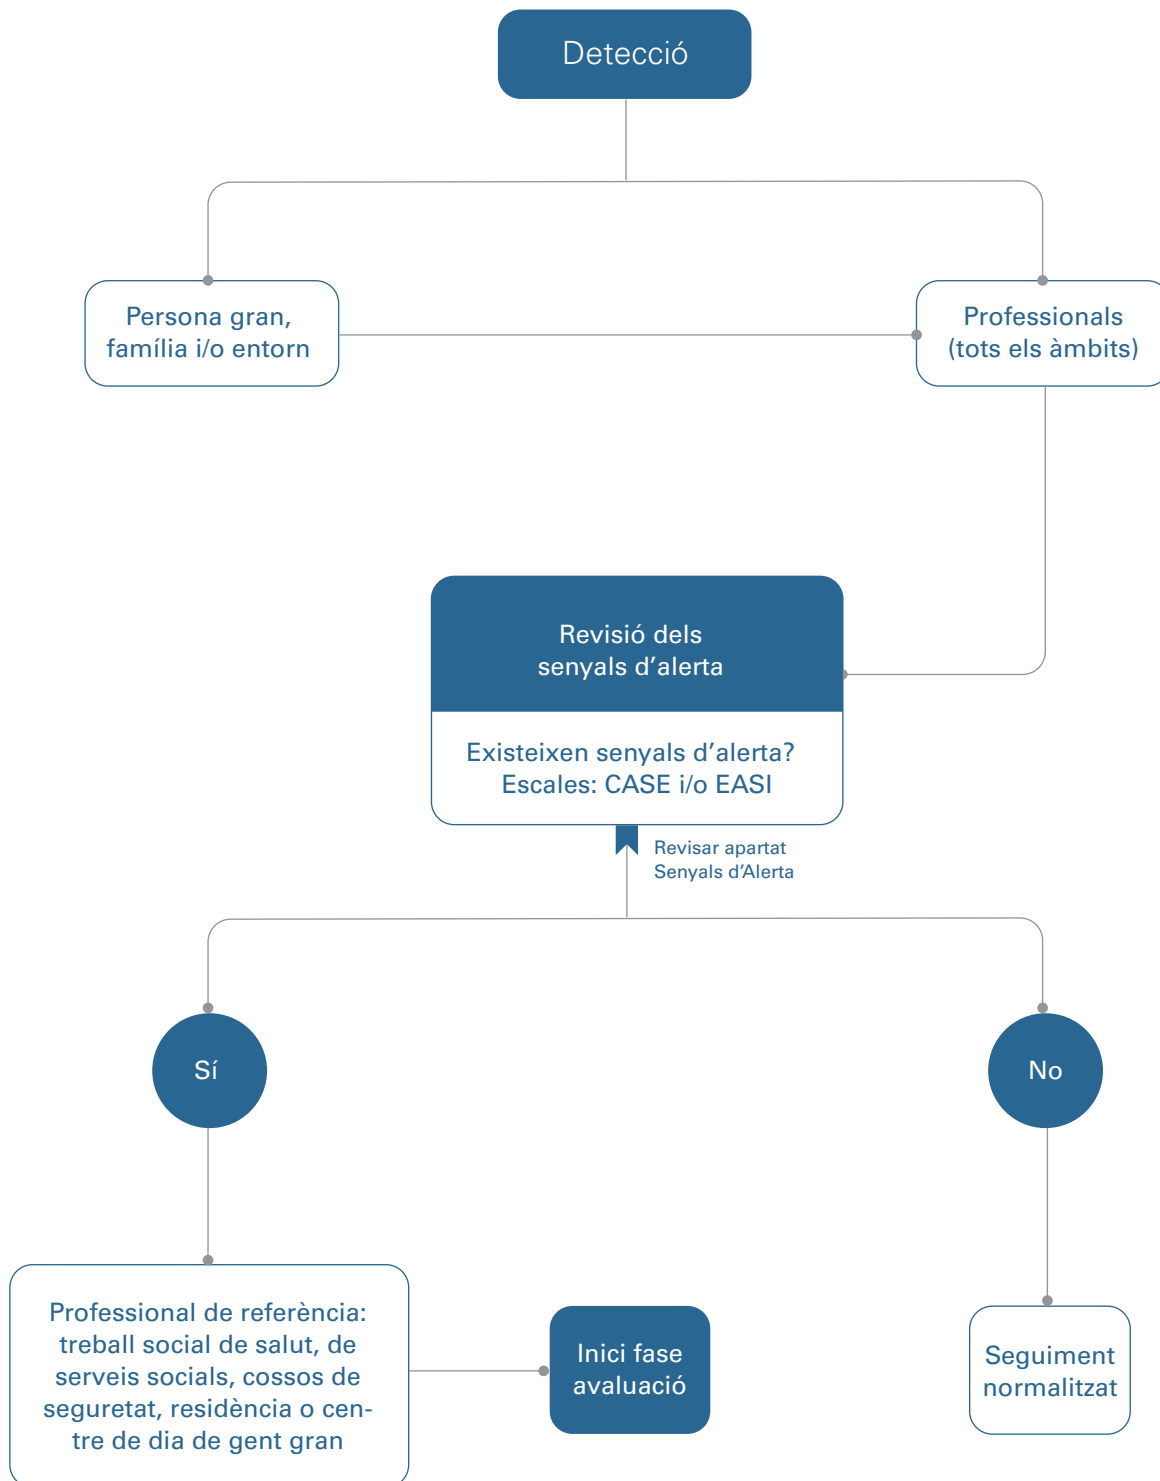 Detecció
Persona gran,
família i/o entorn
Professionals
(tots els àmbits)
Revisió dels
senyals d’alerta
Existeixen senyals d’alerta?
Escales: CASE i/o EASI
Revisar apartat
Senyals d’Alerta
Sí
No
Professional de referència:
treball social de salut, de
serveis socials, cossos de
seguretat, residència o cen-
tre de dia de gent gran
Inici fase
avaluació
Seguiment
normalitzat